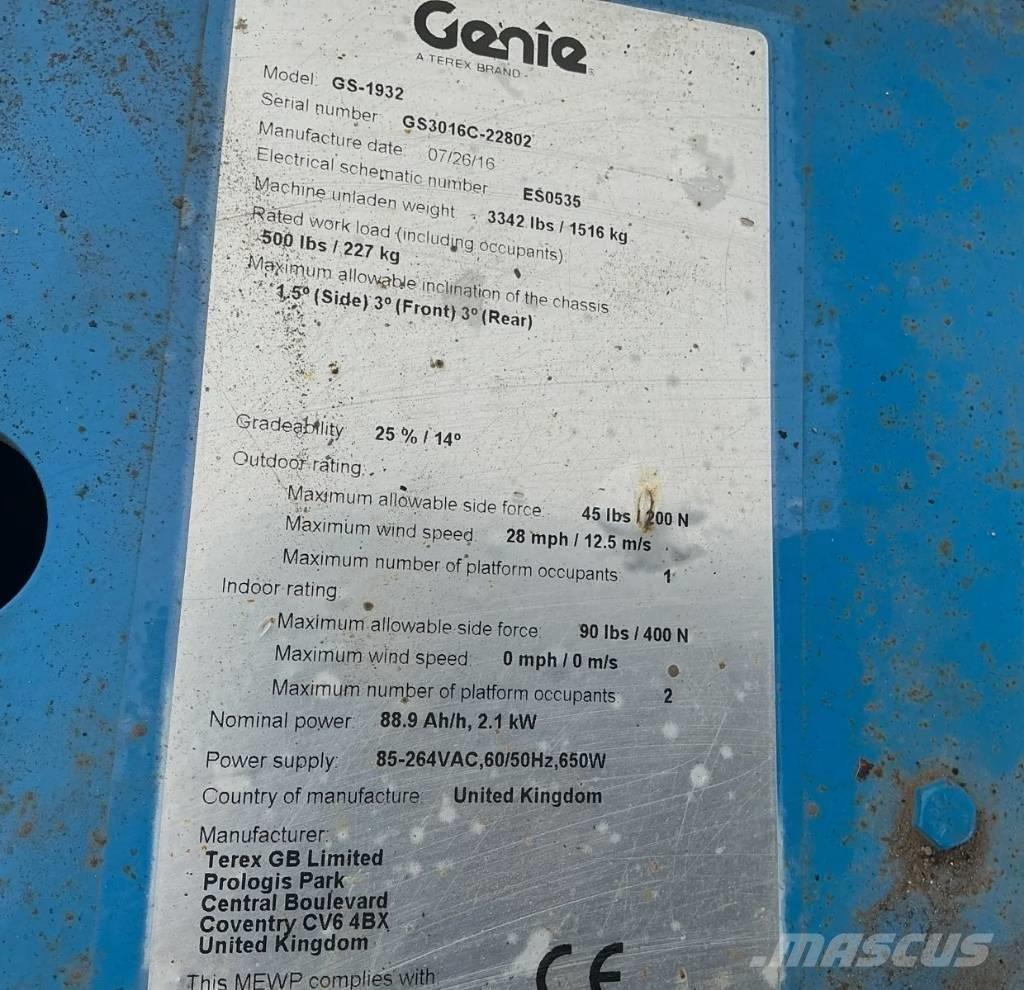 Genie
A TEREX BRAND
Model: GS-1932
Serial number: GS3016C-22802
Manufacture date: 07/26/16
Electrical schematic number: ES0535
Machine unladen weight : 3342 lbs / 1516 kg
Rated work load (including occupants):
500 lbs / 227 kg
Maximum allowable inclination of the chassis
1.5º (Side) 3º (Front) 3º (Rear)
Gradeability 25 % / 14º
Outdoor rating:
Maximum allowable side force: 45 lbs / 200 N
Maximum wind speed: 28 mph / 12.5 m/s
Maximum number of platform occupants: 1
Indoor rating:
Maximum allowable side force: 90 lbs / 400 N
Maximum wind speed: 0 mph / 0 m/s
Maximum number of platform occupants: 2
Nominal power: 88.9 Ah/h, 2.1 kW
Power supply: 85-264VAC,60/50Hz,650W
Country of manufacture: United Kingdom
Manufacturer:
Terex GB Limited
Prologis Park
Central Boulevard
Coventry CV6 4BX
United Kingdom
This MEWP complies with:
CE
MASCUS